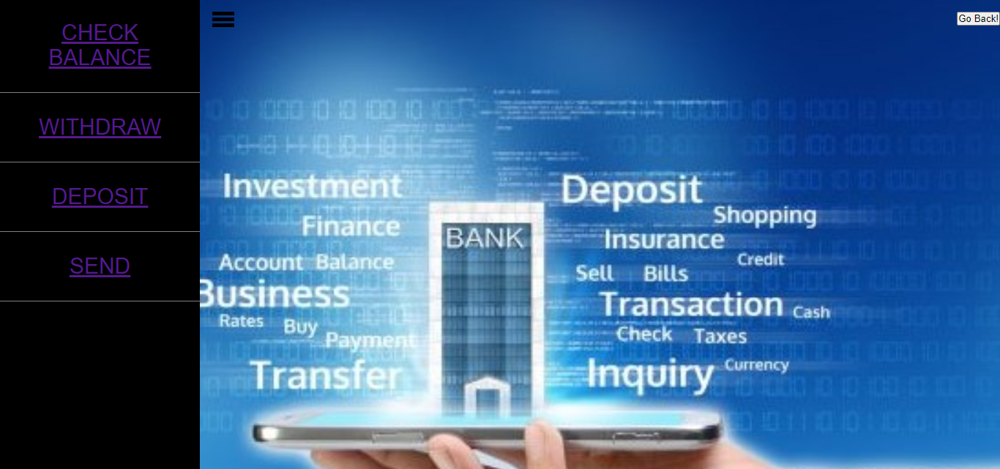 CHECK
BALANCE
WITHDRAW
DEPOSIT
SEND
Go Back!
Investment
Finance
Account Balance
Business
Rates Buy
Payment
Transfer
BANK
Deposit
Shopping
Insurance
Credit
Sell Bills
Transaction
Cash
Check Taxes
Inquiry
Currency